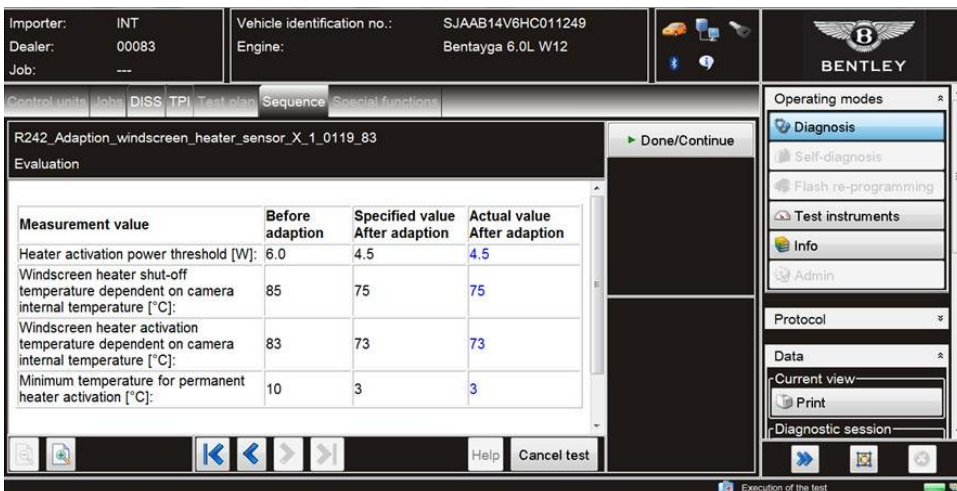 Importer: INT
Dealer: 00083
Job: ---
Vehicle identification no.: SJAAB14V6HC011249
Engine: Bentayga 6.0L W12
BENTLEY
Control units Jobs DISS TPI Test plan Sequence Special functions
R242_Adaption_windscreen_heater_sensor_X_1_0119_83
Evaluation
Measurement value Before adaption Specified value After adaption Actual value After adaption
Heater activation power threshold [W]: 6.0 4.5 4.5
Windscreen heater shut-off
temperature dependent on camera
internal temperature [°C]: 85 75 75
Windscreen heater activation
temperature dependent on camera
internal temperature [°C]: 83 73 73
Minimum temperature for permanent
heater activation [°C]: 10 3 3
Help
Cancel test
Done/Continue
Operating modes
Diagnosis
Self-diagnosis
Flash re-programming
Test instruments
Info
Admin
Protocol
Data
Current view
Print
Diagnostic session
Execution of the test